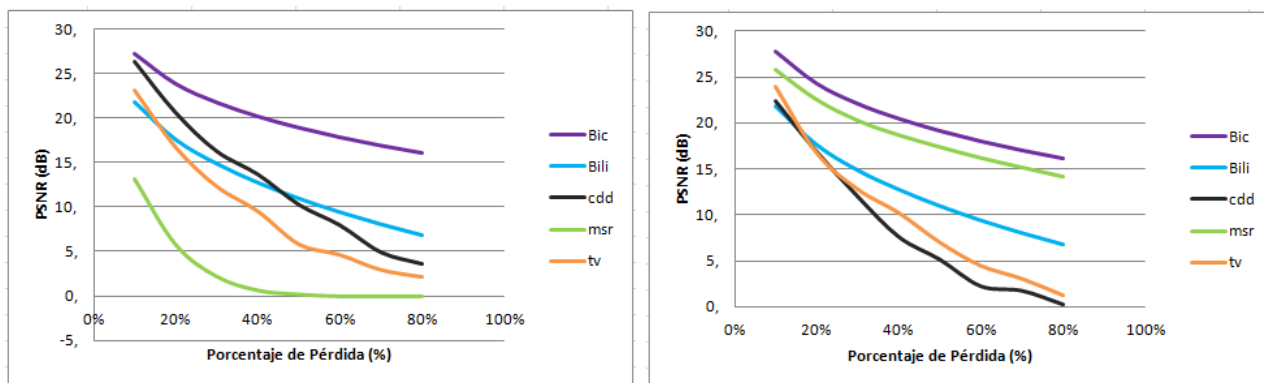 30,
25,
20,
15,
10,
5,
0,
-5,
PSNR (dB)
0%
20%
40%
60%
80%
100%
Porcentaje de Pérdida (%)
Bic
Bili
cdd
msr
tv
30,
25,
20,
15,
10,
5,
0,
PSNR (dB)
0%
20%
40%
60%
80%
100%
Porcentaje de Pérdida (%)
Bic
Bili
cdd
msr
tv